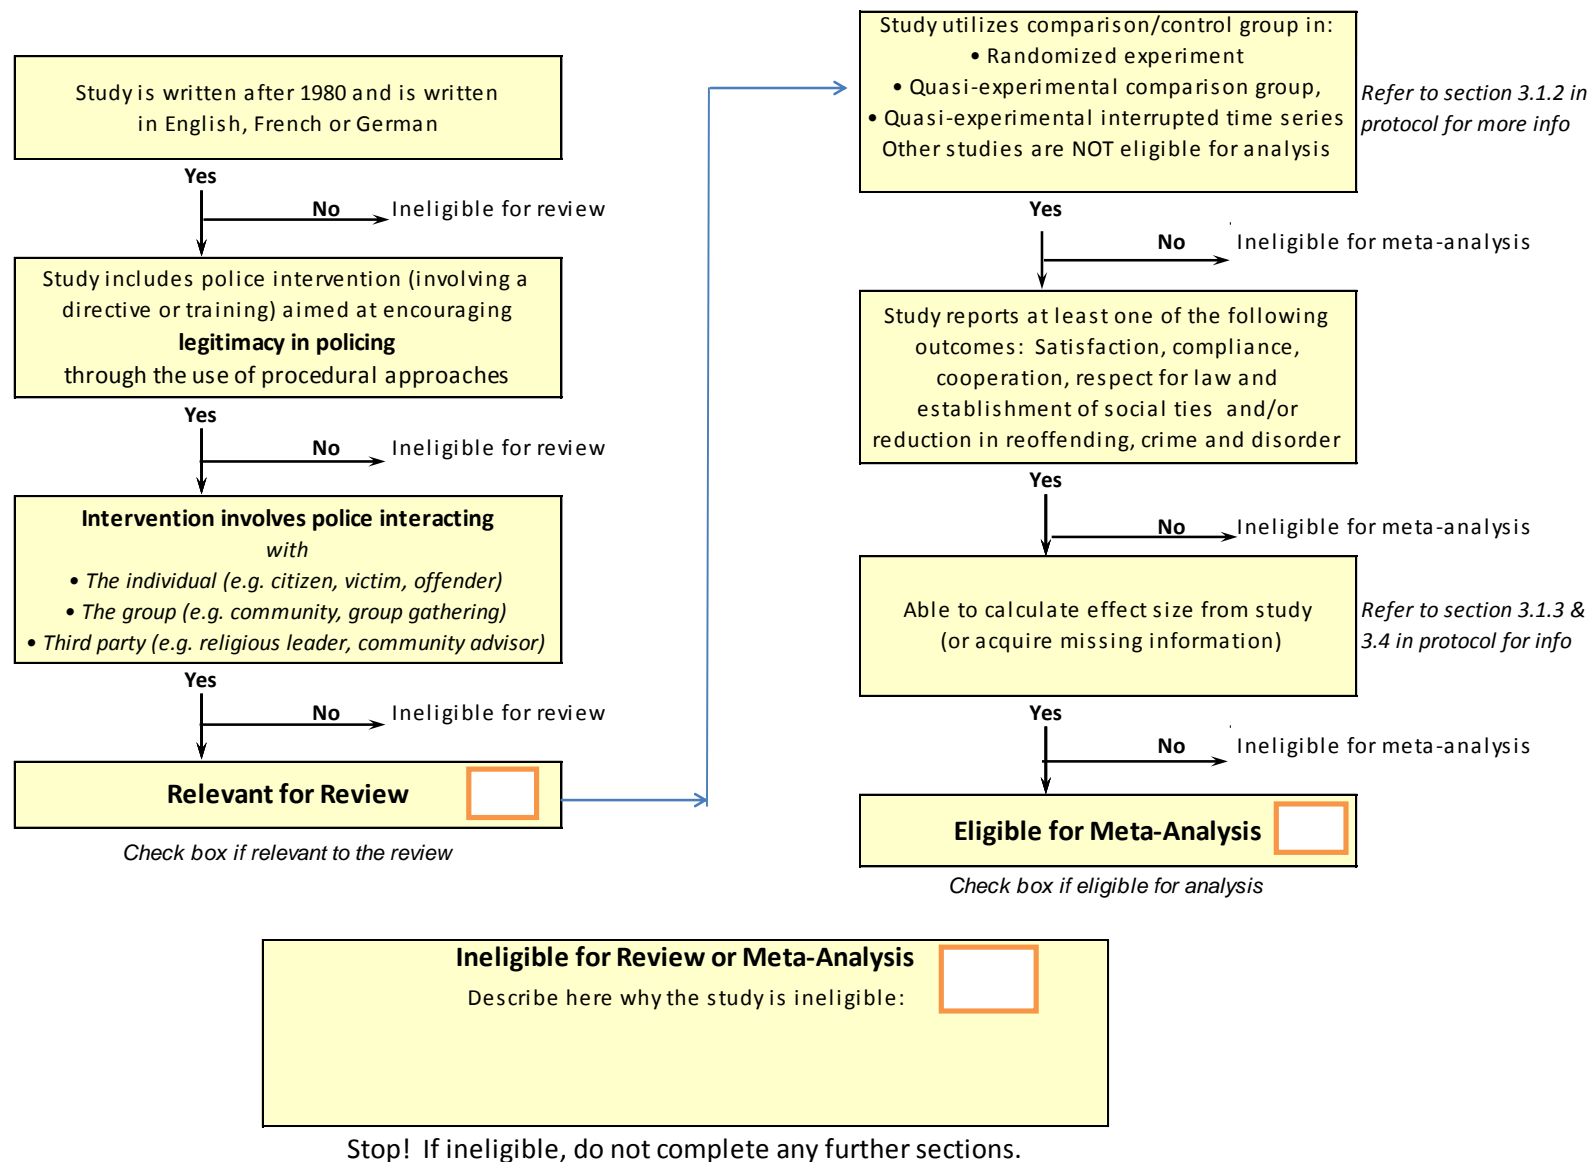 Study is written after 1980 and is written
in English, French or German
Yes
No
Ineligible for review
Study includes police intervention (involving a
directive or training) aimed at encouraging
legitimacy in policing
through the use of procedural approaches
Yes
No
Ineligible for review
Intervention involves police interacting
with
• The individual (e.g. citizen, victim, offender)
• The group (e.g. community, group gathering)
• Third party (e.g. religious leader, community advisor)
Yes
No
Ineligible for review
Relevant for Review
Check box if relevant to the review
Study utilizes comparison/control group in:
• Randomized experiment
• Quasi-experimental comparison group,
• Quasi-experimental interrupted time series
Other studies are NOT eligible for analysis
Refer to section 3.1.2 in
protocol for more info
Yes
No
Ineligible for meta-analysis
Study reports at least one of the following
outcomes: Satisfaction, compliance,
cooperation, respect for law and
establishment of social ties and/or
reduction in reoffending, crime and disorder
Yes
No
Ineligible for meta-analysis
Able to calculate effect size from study
(or acquire missing information)
Refer to section 3.1.3 &
3.4 in protocol for info
Yes
No
Ineligible for meta-analysis
Eligible for Meta-Analysis
Check box if eligible for analysis
Ineligible for Review or Meta-Analysis
Describe here why the study is ineligible:
Stop! If ineligible, do not complete any further sections.